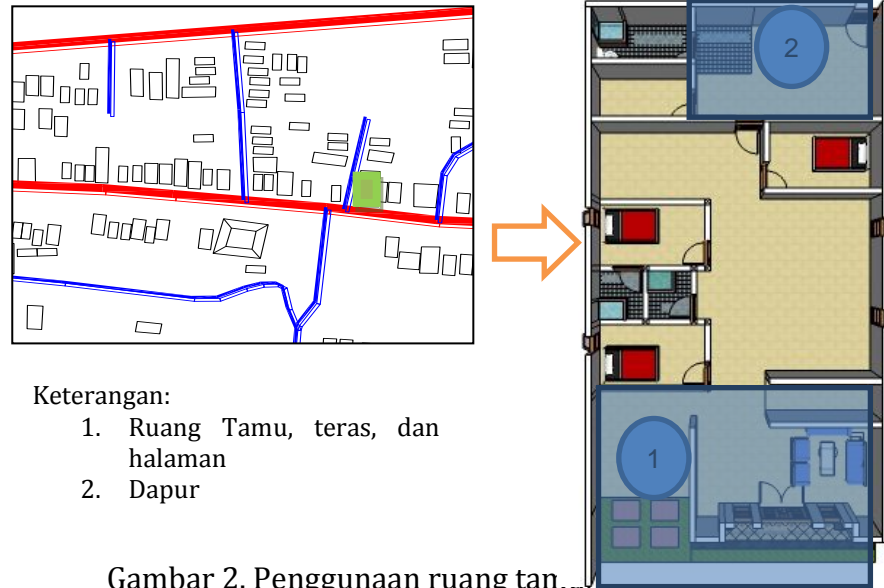 2
1
Keterangan:
1. Ruang Tamu, teras, dan
halaman
2. Dapur
Gambar 2. Penggunaan ruang